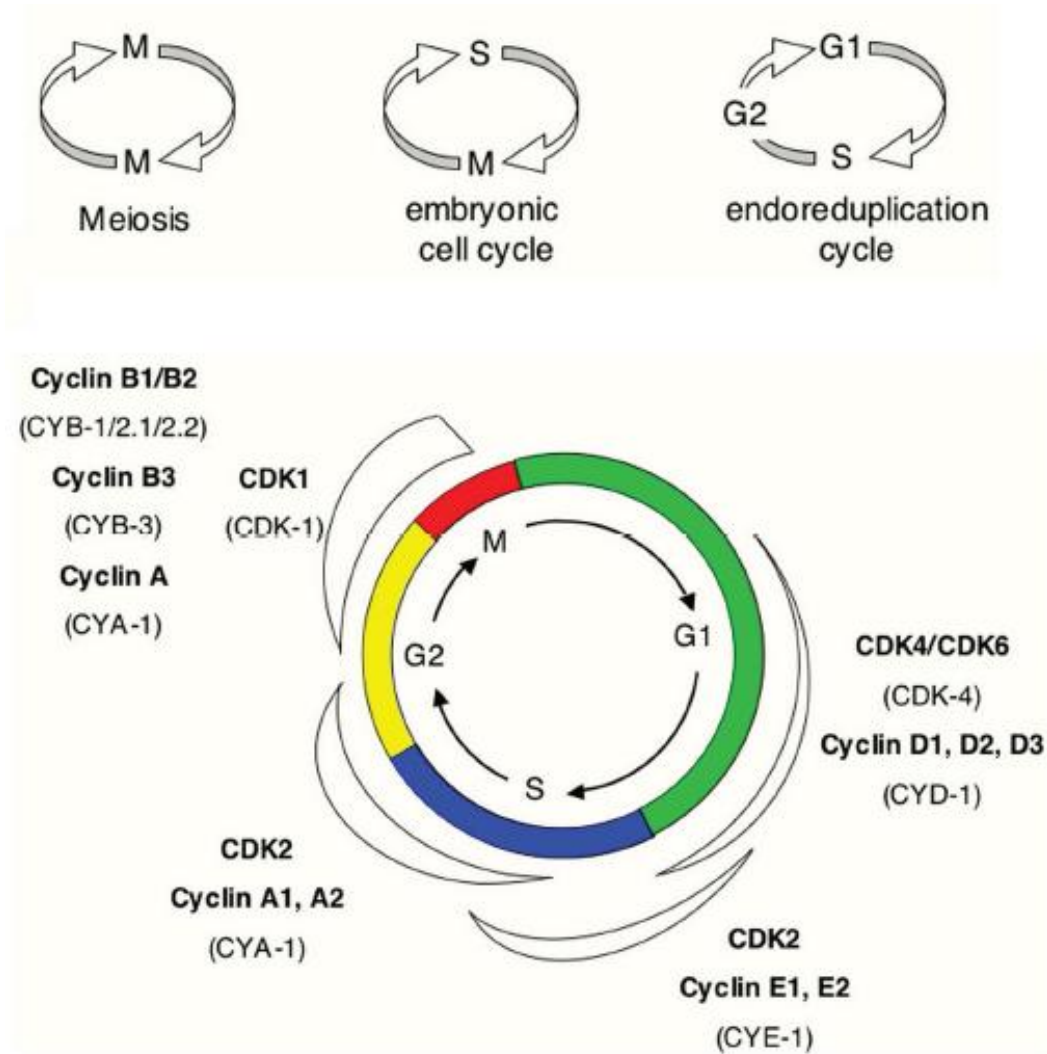 M
M
Meiosis
S
M
embryonic
cell cycle
G1
G2
S
endoreduplication
cycle
Cyclin B1/B2
(CYB-1/2.1/2.2)
Cyclin B3
(CYB-3)
Cyclin A
(CYA-1)
CDK1
(CDK-1)
M
G1
G2
S
CDK4/CDK6
(CDK-4)
Cyclin D1, D2, D3
(CYD-1)
CDK2
Cyclin A1, A2
(CYA-1)
CDK2
Cyclin E1, E2
(CYE-1)